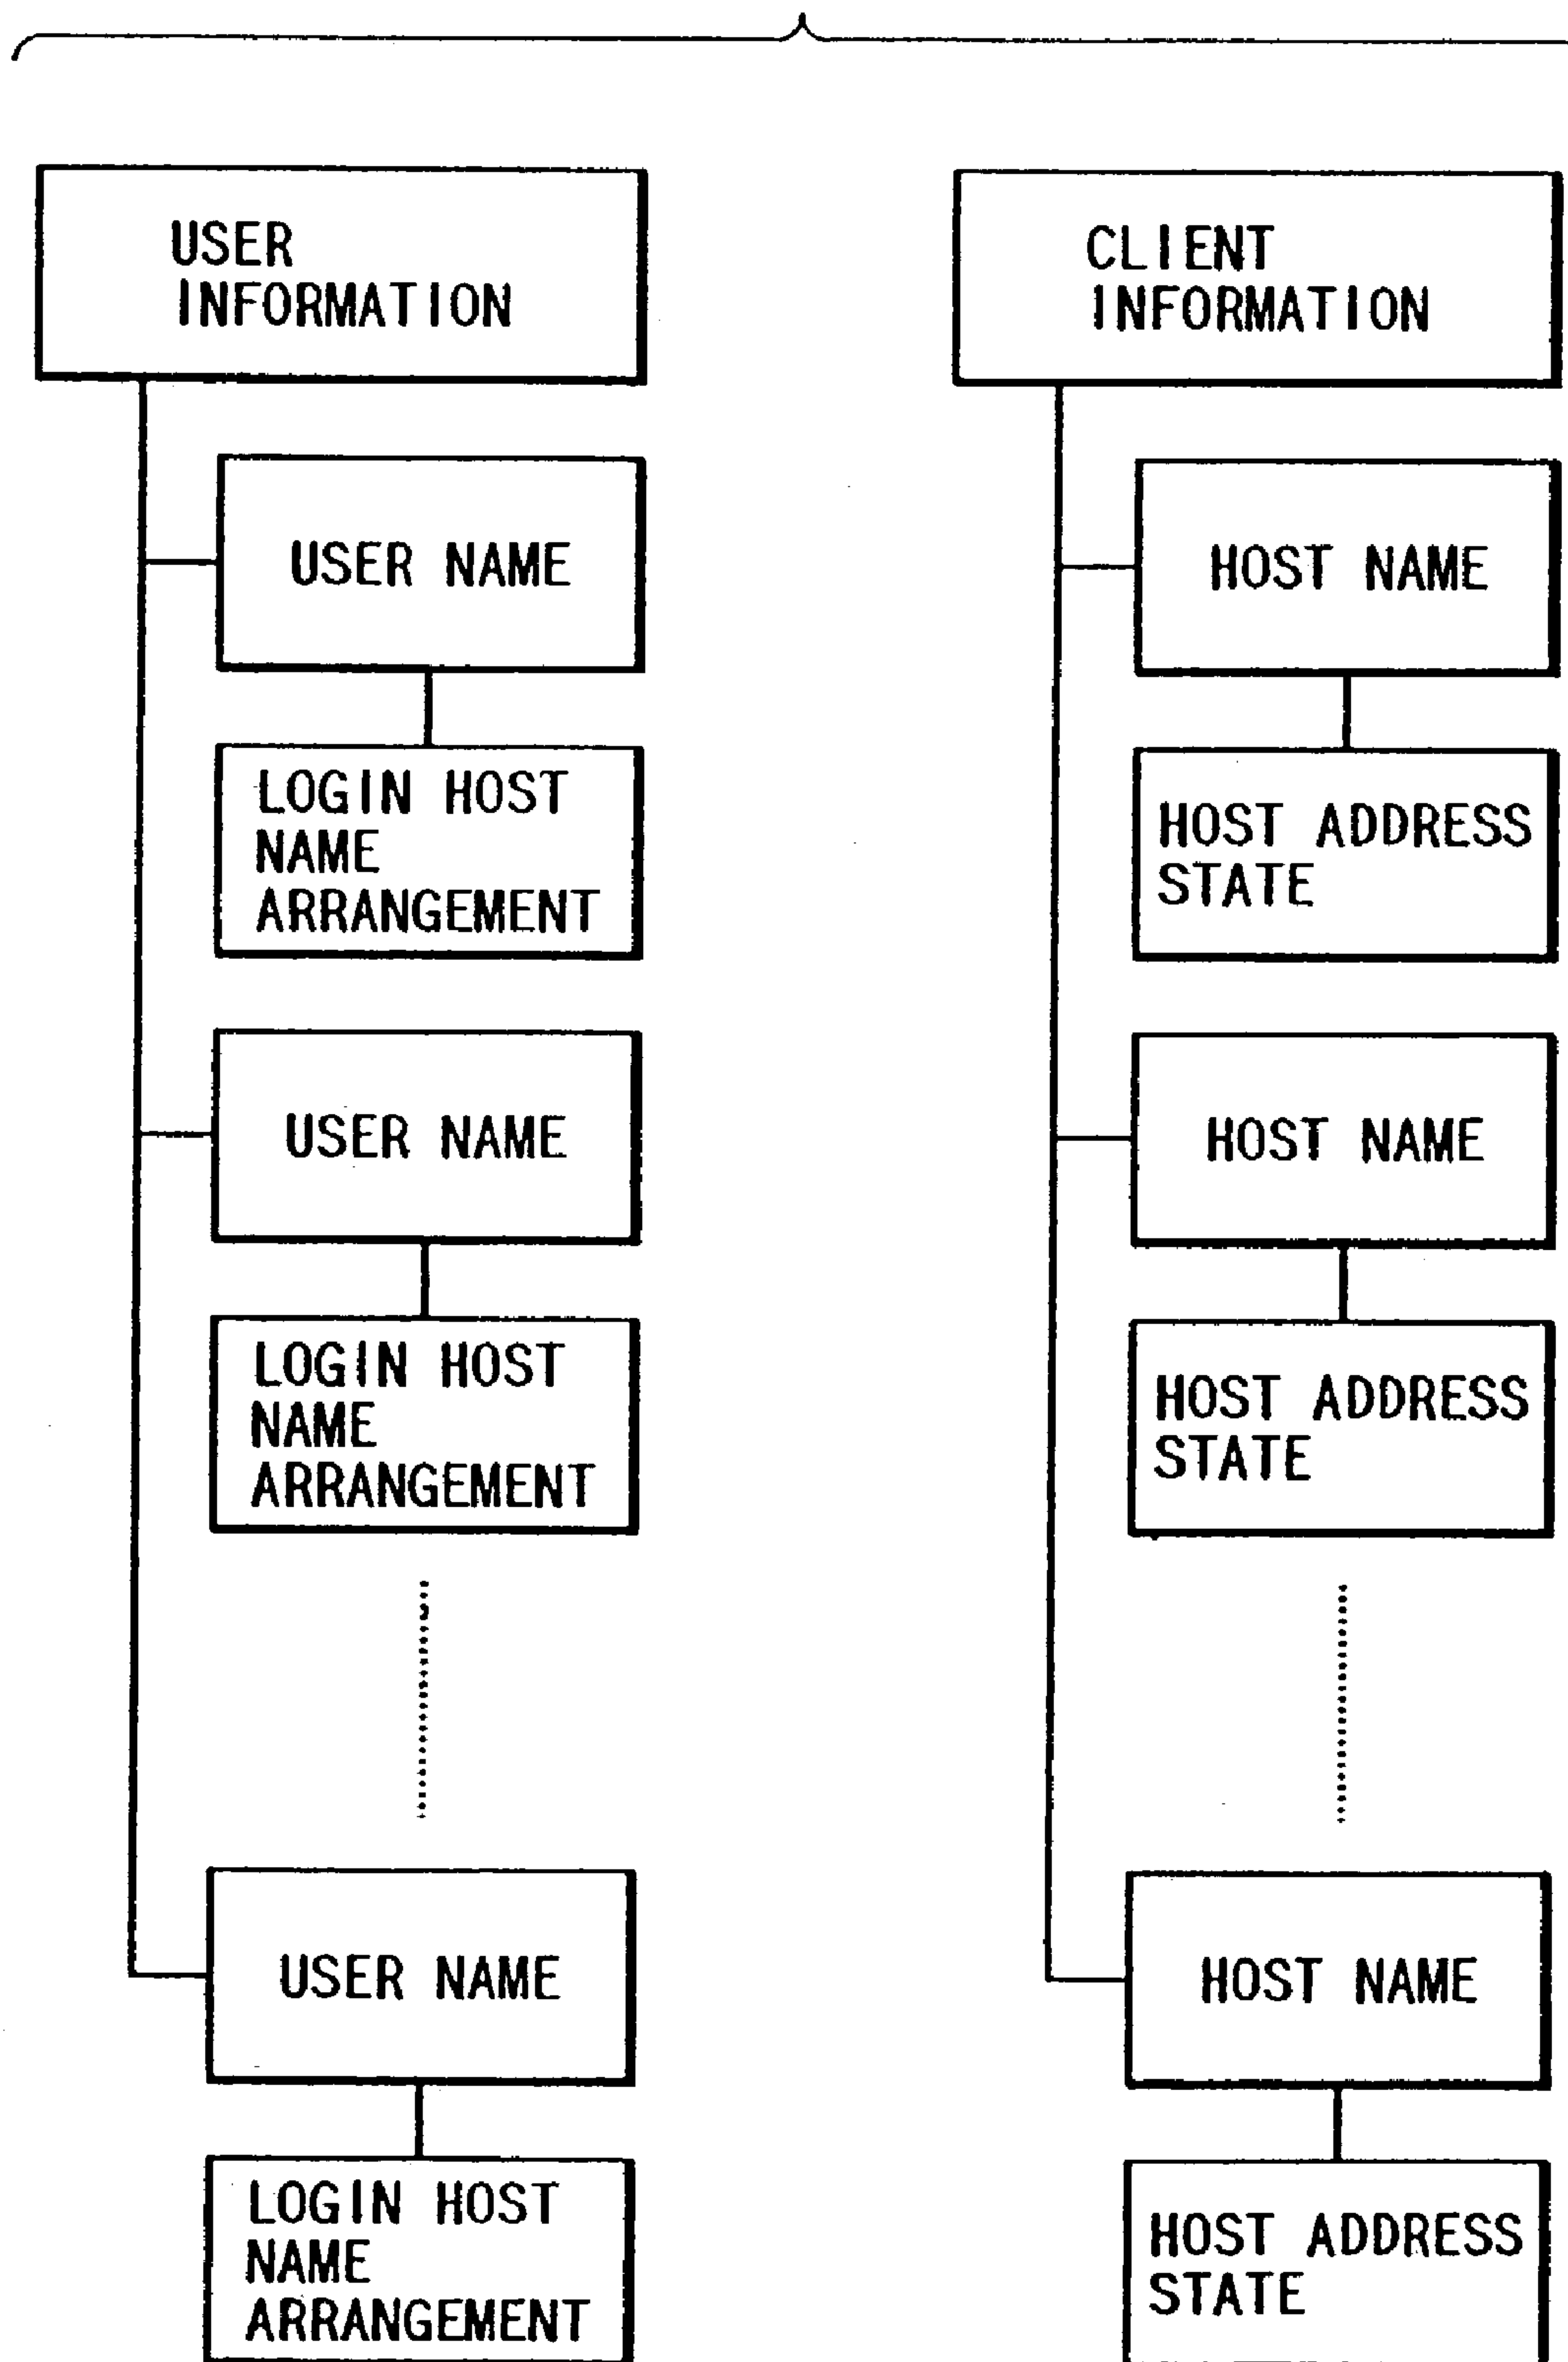 USER
INFORMATION
USER NAME
LOGIN HOST
NAME
ARRANGEMENT
USER NAME
LOGIN HOST
NAME
ARRANGEMENT
USER NAME
LOGIN HOST
NAME
ARRANGEMENT
CLIENT
INFORMATION
HOST NAME
HOST ADDRESS
STATE
HOST NAME
HOST ADDRESS
STATE
HOST NAME
HOST ADDRESS
STATE